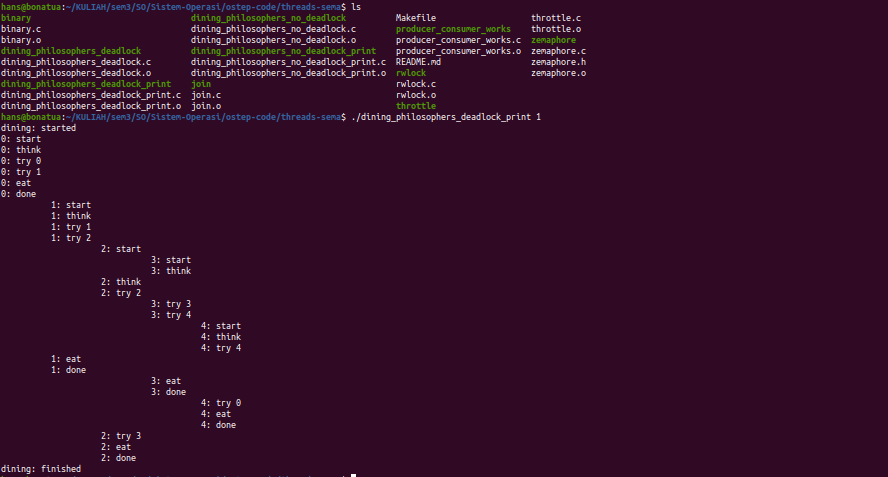 hans@bonatua:~/KULIAH/sem3/SO/Sistem-Operasi/ostep-code/threads-sema$ ls
binary dining_philosophers_no_deadlock Makefile throttle.c
binary.c dining_philosophers_no_deadlock.c producer_consumer_works throttle.o
binary.o dining_philosophers_no_deadlock.o producer_consumer_works.c zemaphore
dining_philosophers_deadlock dining_philosophers_no_deadlock_print producer_consumer_works.o zemaphore.c
dining_philosophers_deadlock.c dining_philosophers_no_deadlock_print.c README.md zemaphore.h
dining_philosophers_deadlock.o dining_philosophers_no_deadlock_print.o rwlock zemaphore.o
dining_philosophers_deadlock_print join rwlock.c
dining_philosophers_deadlock_print.c join.c rwlock.o
dining_philosophers_deadlock_print.o join.o throttle
hans@bonatua:~/KULIAH/sem3/SO/Sistem-Operasi/ostep-code/threads-sema$ ./dining_philosophers_deadlock_print 1
dining: started
0: start
0: think
0: try 0
0: try 1
0: eat
0: done
1: start
1: think
1: try 1
1: try 2
2: start
3: start
3: think
2: think
2: try 2
3: try 3
3: try 4
4: start
4: think
4: try 4
1: eat
1: done
3: eat
3: done
4: try 0
4: eat
4: done
2: try 3
2: eat
2: done
dining: finished